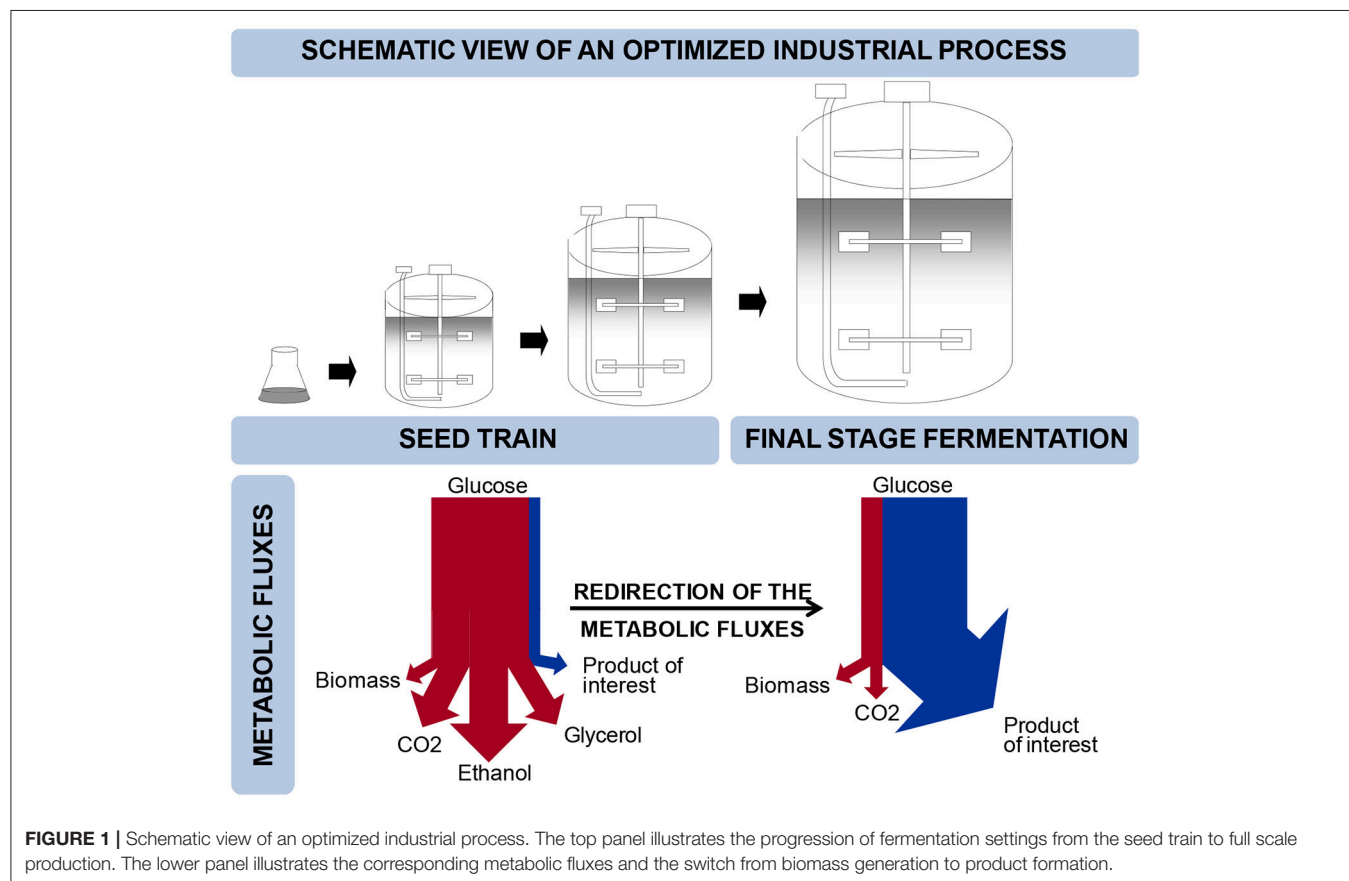 SCHEMATIC VIEW OF AN OPTIMIZED INDUSTRIAL PROCESS
SEED TRAIN
FINAL STAGE FERMENTATION
METABOLIC FLUXES
Glucose
Biomass
CO2
Ethanol
Glycerol
Product of
interest
REDIRECTION OF THE
METABOLIC FLUXES
Glucose
Biomass
CO2
Product
of interest
FIGURE 1 | Schematic view of an optimized industrial process. The top panel illustrates the progression of fermentation settings from the seed train to full scale
production. The lower panel illustrates the corresponding metabolic fluxes and the switch from biomass generation to product formation.